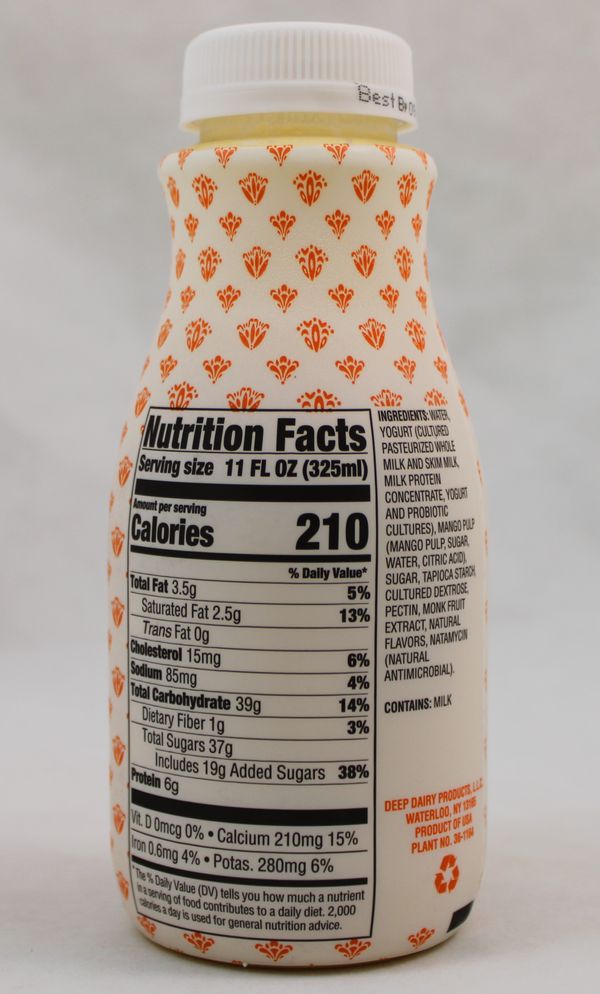 Best B
Nutrition Facts
Serving size 11 FL OZ (325ml)
Amount per serving
Calories 210
% Daily Value*
Total Fat 3.5g 5%
Saturated Fat 2.5g 13%
Trans Fat 0g
Cholesterol 15mg 6%
Sodium 85mg 4%
Total Carbohydrate 39g 14%
Dietary Fiber 1g 3%
Total Sugars 37g
Includes 19g Added Sugars 38%
Protein 6g
Vit. D 0mcg 0% • Calcium 210mg 15%
Iron 0.6mg 4% • Potas. 280mg 6%
*The % Daily Value (DV) tells you how much a nutrient
in a serving of food contributes to a daily diet. 2,000
calories a day is used for general nutrition advice.
INGREDIENTS: WATER,
YOGURT (CULTURED
PASTEURIZED WHOLE
MILK AND SKIM MILK,
MILK PROTEIN
CONCENTRATE, YOGURT
AND PROBIOTIC
CULTURES), MANGO PULP
(MANGO PULP, SUGAR,
WATER, CITRIC ACID),
SUGAR, TAPIOCA STARCH,
CULTURED DEXTROSE,
PECTIN, MONK FRUIT
EXTRACT, NATURAL
FLAVORS, NATAMYCIN
(NATURAL
ANTIMICROBIAL).
CONTAINS: MILK
DEEP DAIRY PRODUCTS, L.L.C.
WATERLOO, NY 13165
PRODUCT OF USA
PLANT NO. 36-1164